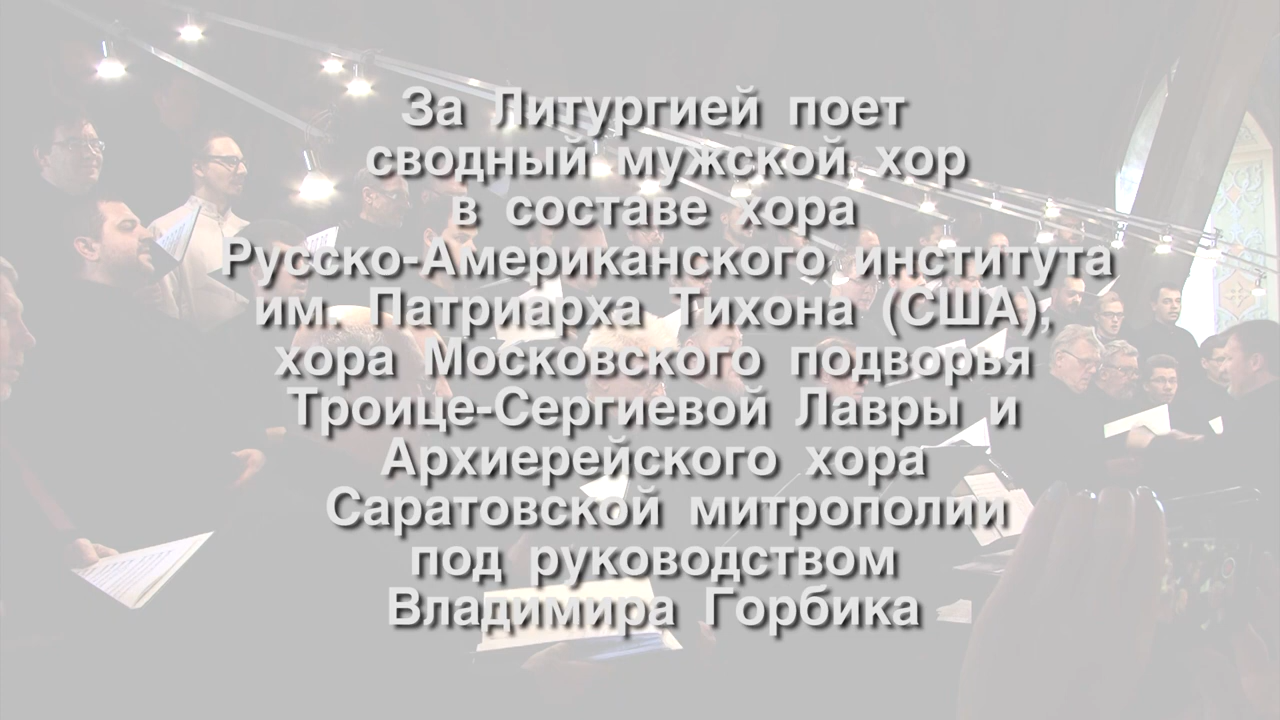 За Литургией поет
сводный мужской хор
в составе хора
Русско-Американского института
им. Патриарха Тихона (США),
хора Московского подворья
Троице-Сергиевой Лавры и
Архиерейского хора
Саратовской митрополии
под руководством
Владимира Горбика